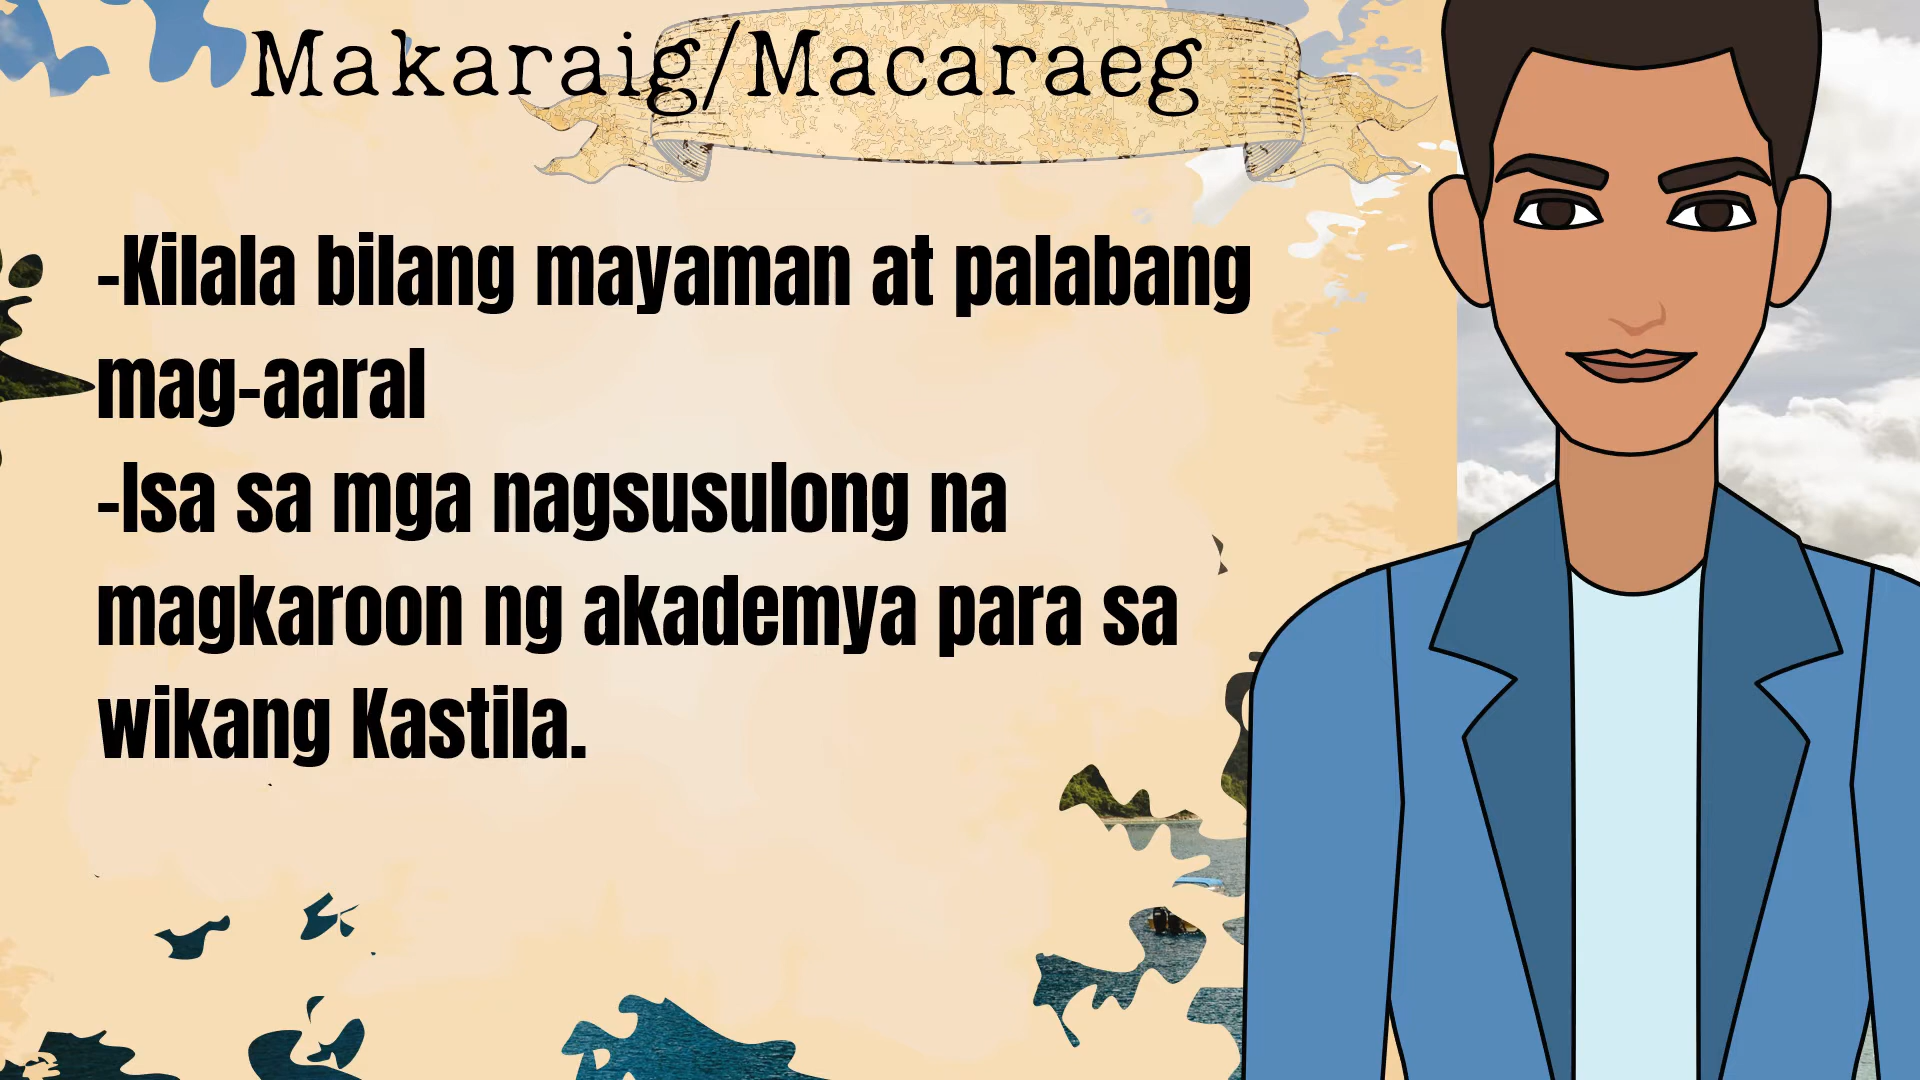 Makaraig/Macaraeg
-Kilala bilang mayaman at palabang
mag-aaral
-Isa sa mga nagsusulong na
magkaroon ng akademya para sa
wikang Kastila.